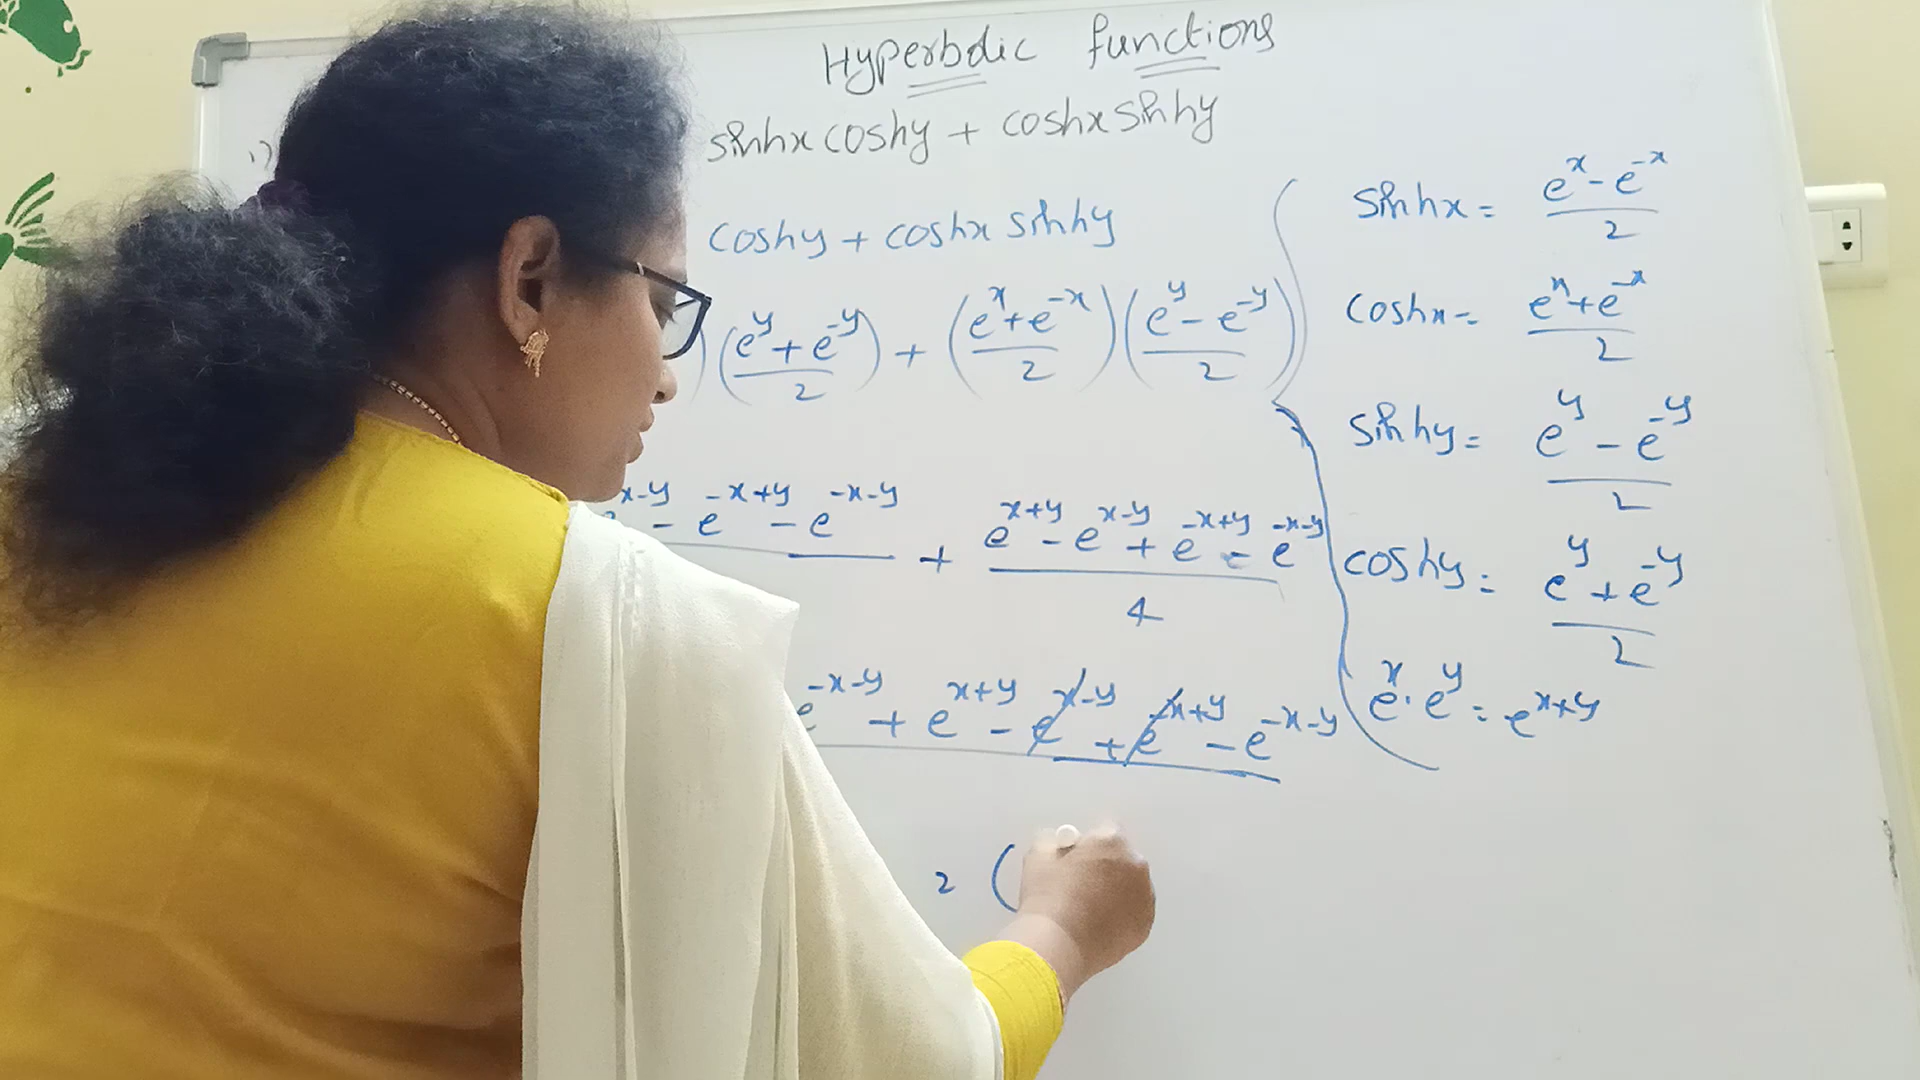 Hyperbolic functions
1) sinhx coshy + coshx sinhy
coshy + coshx sinhy
) (e^y + e^-y / 2) + (e^x + e^-x / 2) (e^y - e^-y / 2)
^x-y - e^-x+y - e^-x-y + e^x+y - e^x-y + e^-x+y - e^-x-y / 4
e^-x-y + e^x+y - e^x-y + e^-x+y - e^-x-y
2 (
sinhx = e^x - e^-x / 2
coshx = e^x + e^-x / 2
sinhy = e^y - e^-y / 2
coshy = e^y + e^-y / 2
e^x . e^y = e^x+y